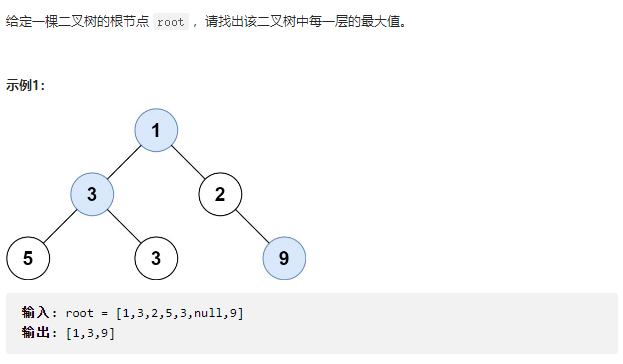 给定一棵二叉树的根节点 root ，请找出该二叉树中每一层的最大值。
示例1：
1
3 2
5 3 9
输入：root = [1,3,2,5,3,null,9]
输出：[1,3,9]